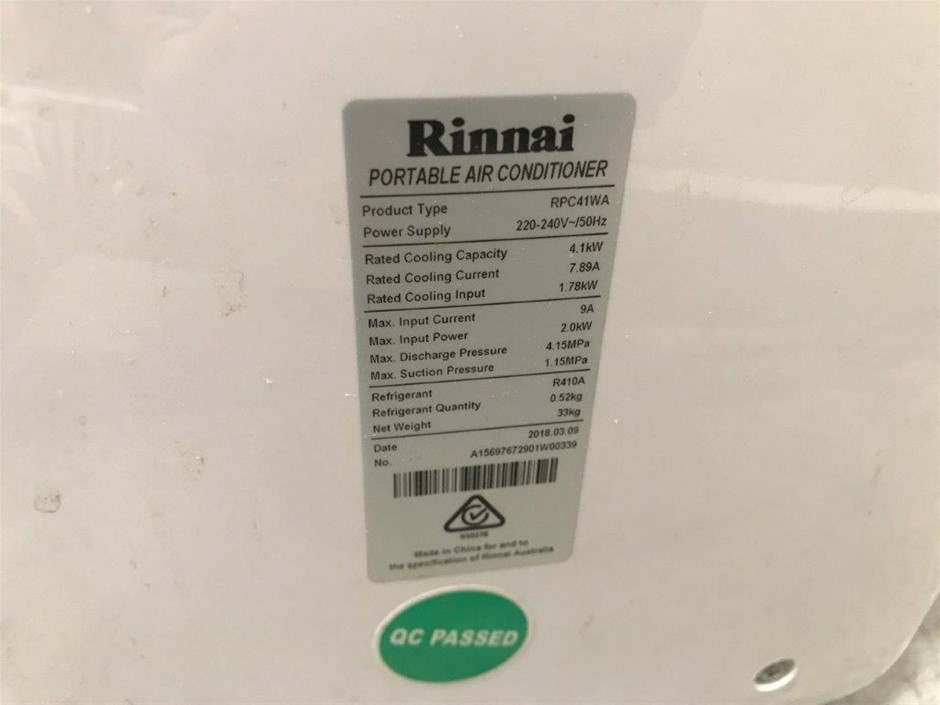 Rinnai
PORTABLE AIR CONDITIONER
Product Type RPC41WA
Power Supply 220-240V~/50Hz
Rated Cooling Capacity 4.1kW
Rated Cooling Current 7.89A
Rated Cooling Input 1.78kW
Max. Input Current 9A
Max. Input Power 2.0kW
Max. Discharge Pressure 4.15MPa
Max. Suction Pressure 1.15MPa
Refrigerant R410A
Refrigerant Quantity 0.52kg
Net Weight 33kg
Date 2018.03.09
No. A15697672901W00339
Made in China for and to
the specification of Rinnai Australia
QC PASSED